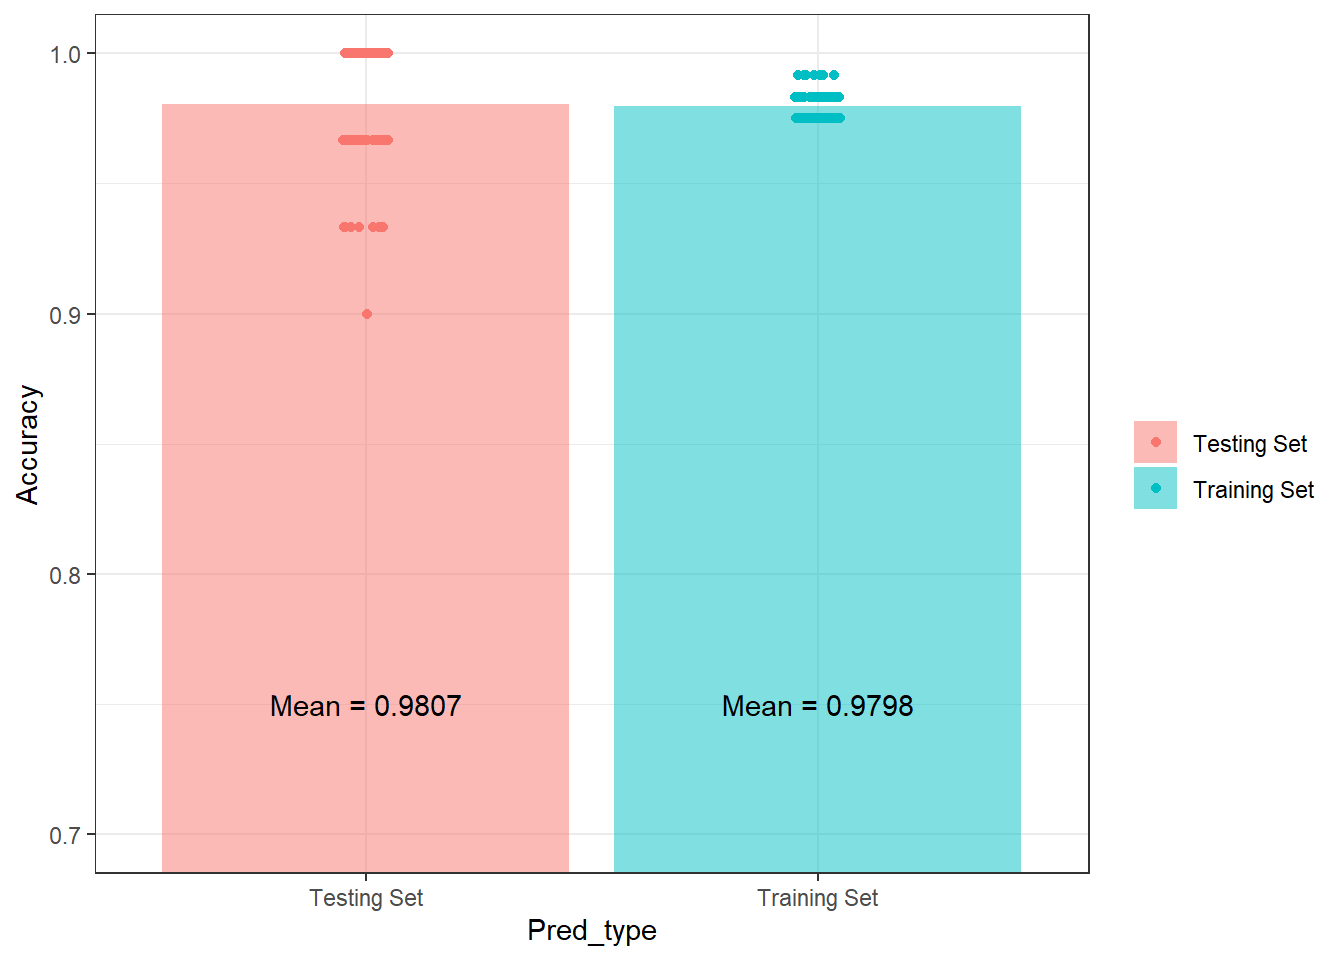 1.0
0.9
0.8
0.7
Accuracy
Mean = 0.9807
Mean = 0.9798
Testing Set
Training Set
Pred_type
Testing Set
Training Set